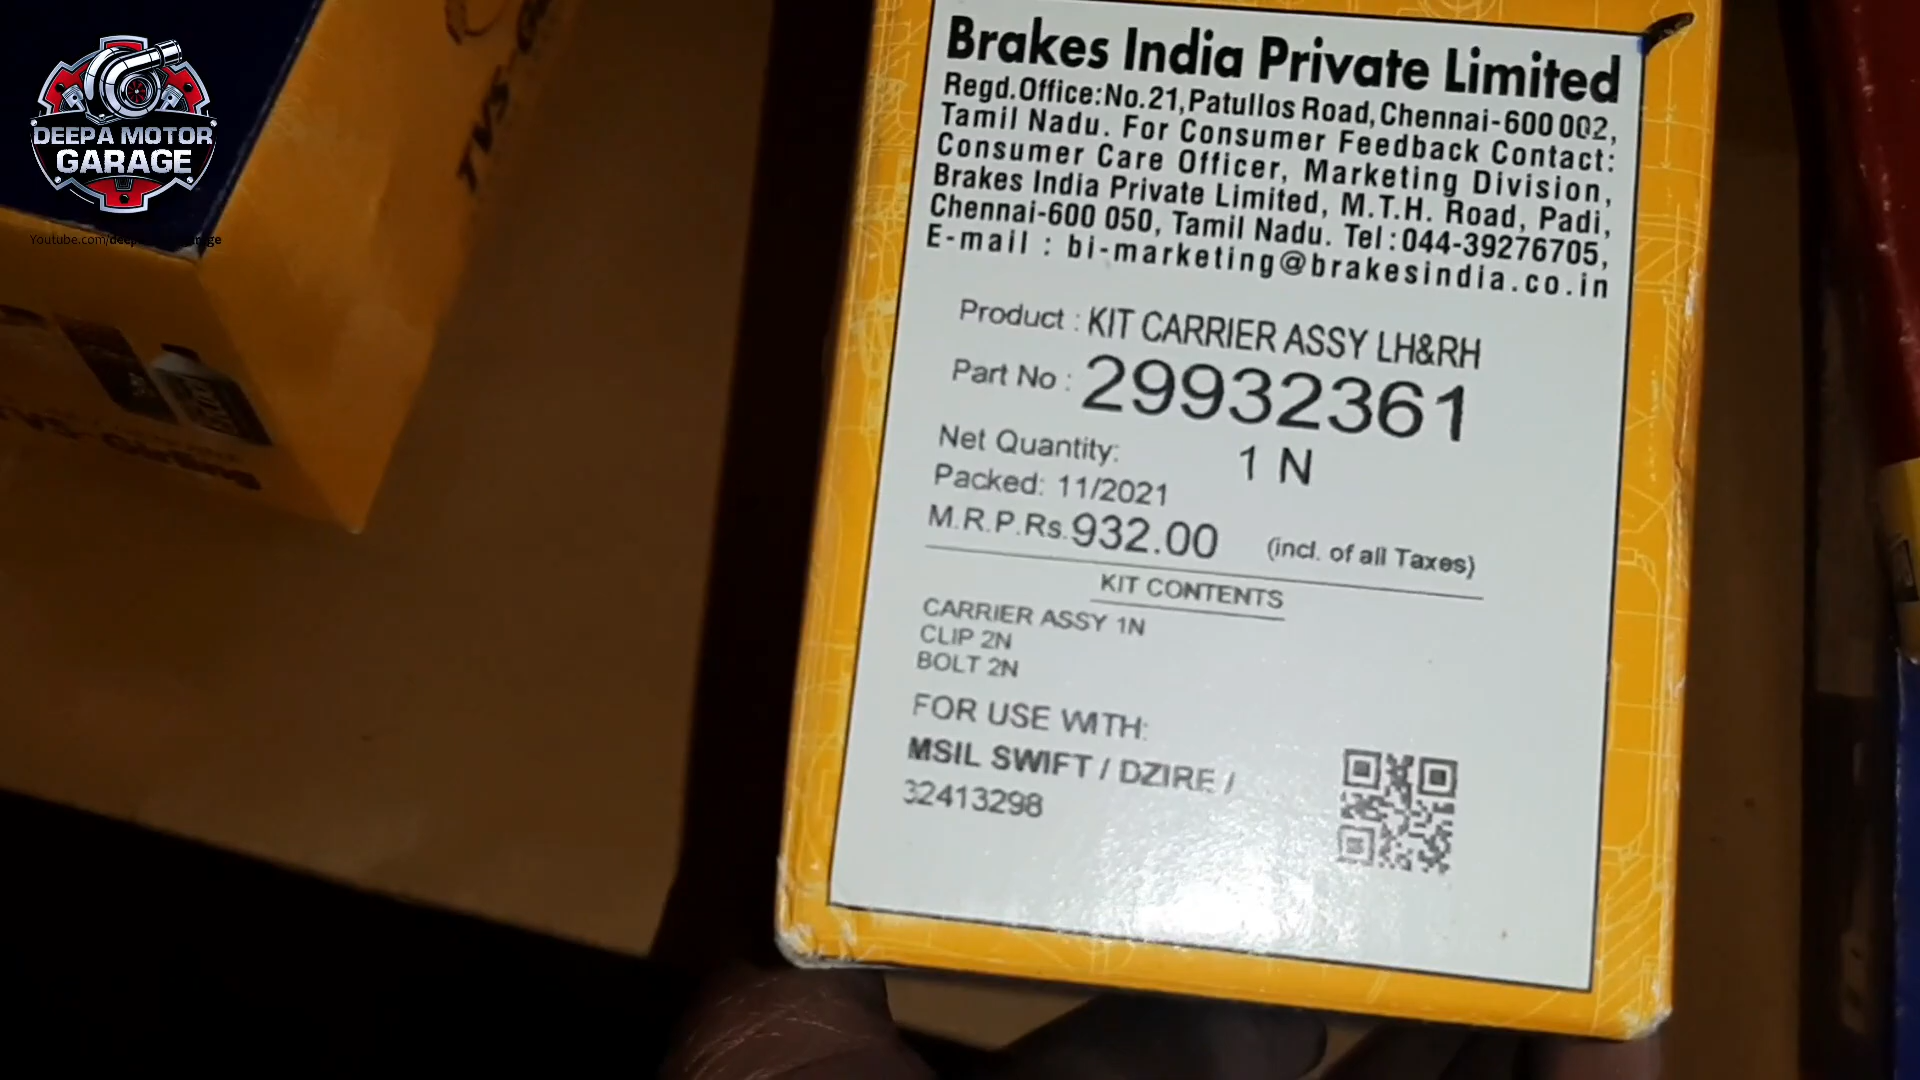 DEEPA MOTOR
GARAGE
TVS-
Brakes India Private Limited
Regd.Office:No.21,Patullos Road,Chennai-600 002,
Tamil Nadu. For Consumer Feedback Contact:
Consumer Care Officer, Marketing Division,
Brakes India Private Limited, M.T.H. Road, Padi,
Chennai-600 050, Tamil Nadu. Tel:044-39276705,
E-mail : bi-marketing@brakesindia.co.in
Product : KIT CARRIER ASSY LH&RH
Part No : 29932361
Net Quantity: 1 N
Packed: 11/2021
M.R.P.Rs.932.00 (incl. of all Taxes)
KIT CONTENTS
CARRIER ASSY 1N
CLIP 2N
BOLT 2N
FOR USE WITH:
MSIL SWIFT / DZIRE /
32413298